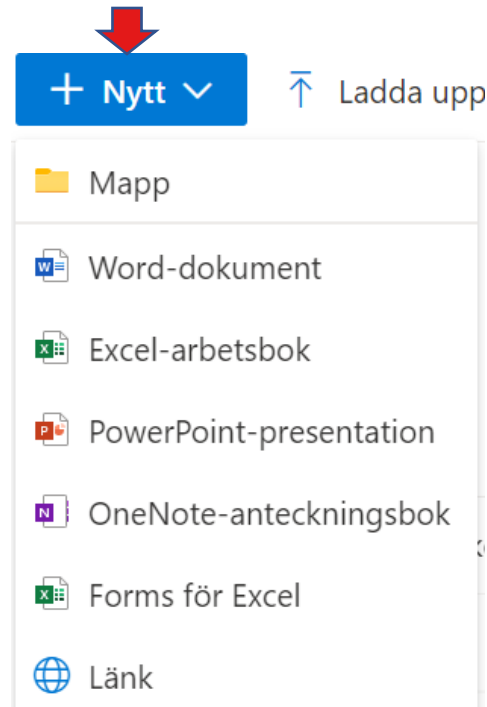 Nytt
Ladda upp
Mapp
Word-dokument
Excel-arbetsbok
PowerPoint-presentation
OneNote-anteckningsbok
Forms för Excel
Länk